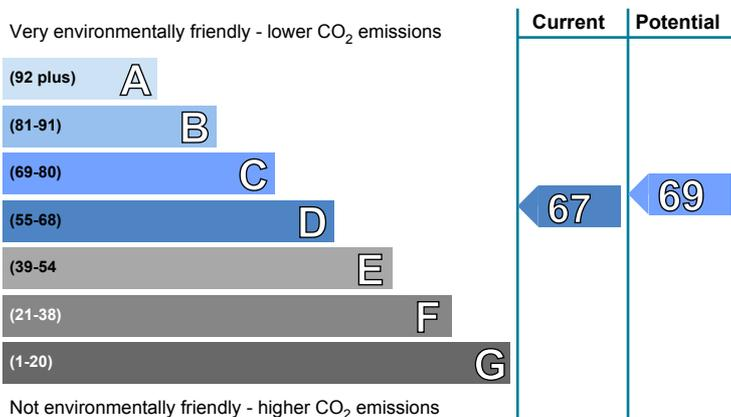 Current Potential
Very environmentally friendly - lower CO2 emissions
(92 plus) A
(81-91) B
(69-80) C
(55-68) D
67
69
(39-54 E
(21-38) F
(1-20) G
Not environmentally friendly - higher CO2 emissions